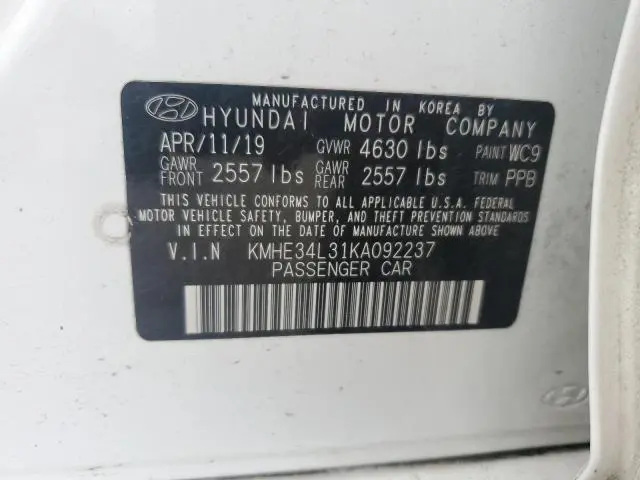 MANUFACTURED IN KOREA BY
HYUNDAI MOTOR COMPANY
APR/11/19 GVWR 4630 lbs PAINT WC9
GAWR FRONT 2557 lbs GAWR REAR 2557 lbs TRIM PPB
THIS VEHICLE CONFORMS TO ALL APPLICABLE U.S.A. FEDERAL
MOTOR VEHICLE SAFETY, BUMPER, AND THEFT PREVENTION STANDARDS
IN EFFECT ON THE DATE OF MANUFACTURE SHOWN ABOVE.
V.I.N KMHE34L31KA092237
PASSENGER CAR